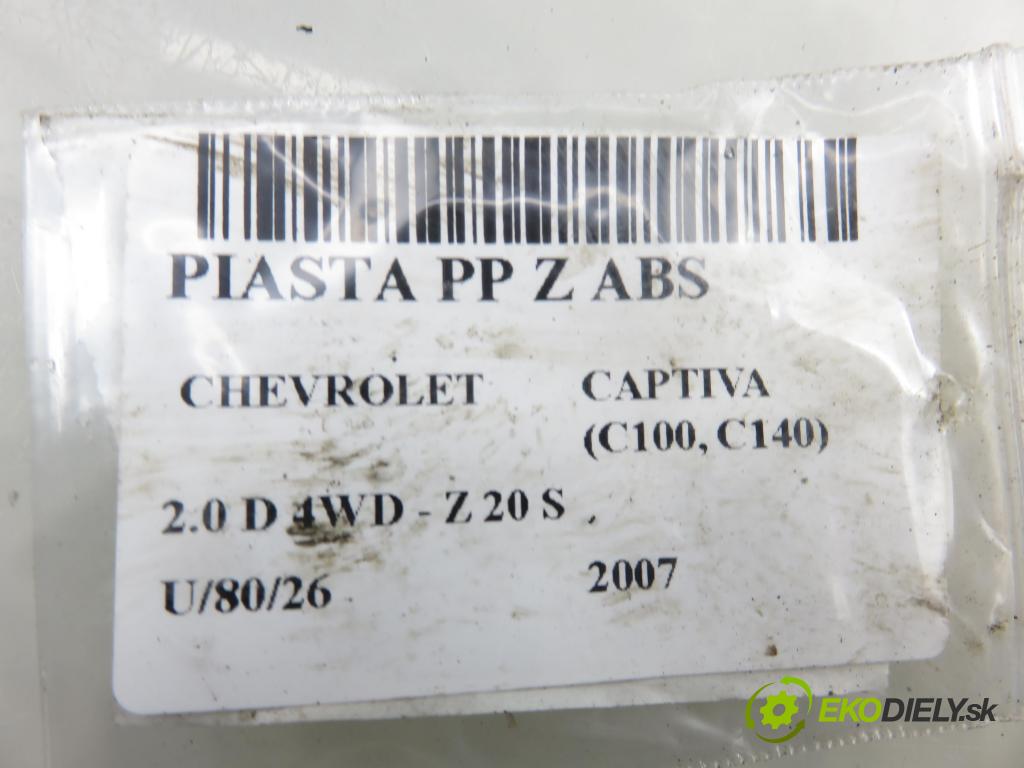 PIASTA PP Z ABS
CHEVROLET CAPTIVA
(C100, C140)
2.0 D 4WD - Z 20 S
U/80/26 2007
EKODIELY.sk